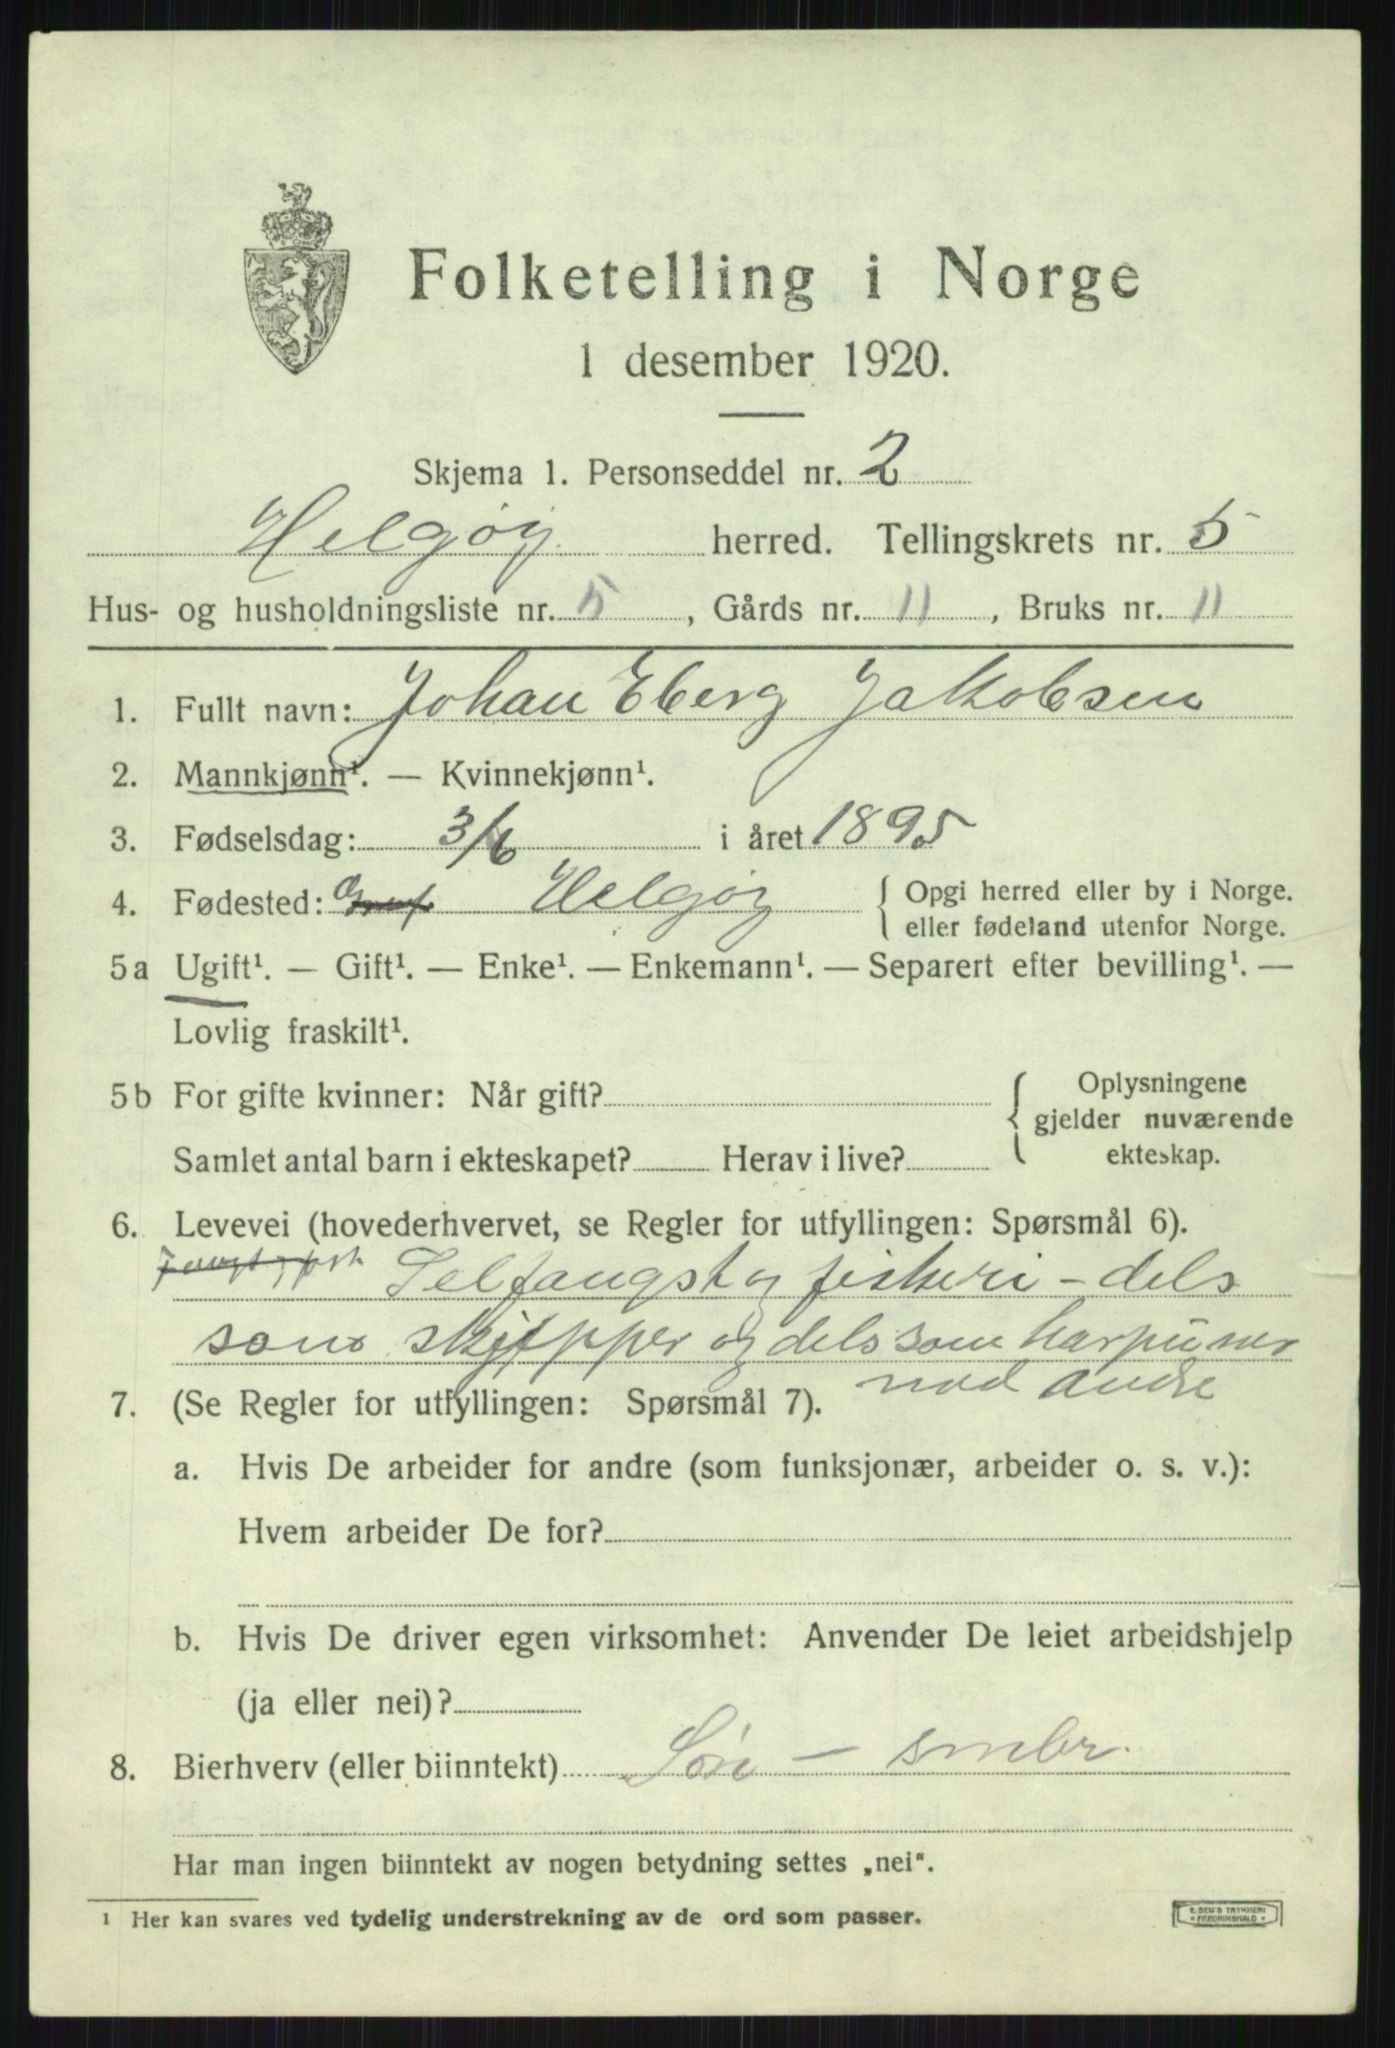 Folketelling i Norge
1 desember 1920.
Skjema 1. Personseddel nr. 2
Helgøy herred. Tellingskrets nr. 5
Hus- og husholdningsliste nr. 5, Gårds nr. 11, Bruks nr. 11
1. Fullt navn: Johan Eberg Jakobsen
2. Mannkjønn¹. — Kvinnekjønn¹.
3. Fødselsdag: 3/6 i året 1895
4. Fødested: Helgøy { Opgi herred eller by i Norge.
eller fødeland utenfor Norge.
5a Ugift¹. — Gift¹. — Enke¹. — Enkemann¹. — Separert efter bevilling¹. —
Lovlig fraskilt¹.
5b For gifte kvinner: Når gift? { Oplysningene
gjelder nuværende
Samlet antal barn i ekteskapet? Herav i live? ekteskap.
6. Levevei (hovederhvervet, se Regler for utfyllingen: Spørsmål 6).
Selfangst og fiskeri - dels
som skipper og dels som harpuner
med andre
7. (Se Regler for utfyllingen: Spørsmål 7).
a. Hvis De arbeider for andre (som funksjonær, arbeider o. s. v.):
Hvem arbeider De for?
b. Hvis De driver egen virksomhet: Anvender De leiet arbeidshjelp
(ja eller nei)?
8. Bierhverv (eller biinntekt) Søn - smbr.
Har man ingen biinntekt av nogen betydning settes „nei".
1 Her kan svares ved tydelig understrekning av de ord som passer.
E. SEM'S TRYKKERI
FREDRIKSHALD